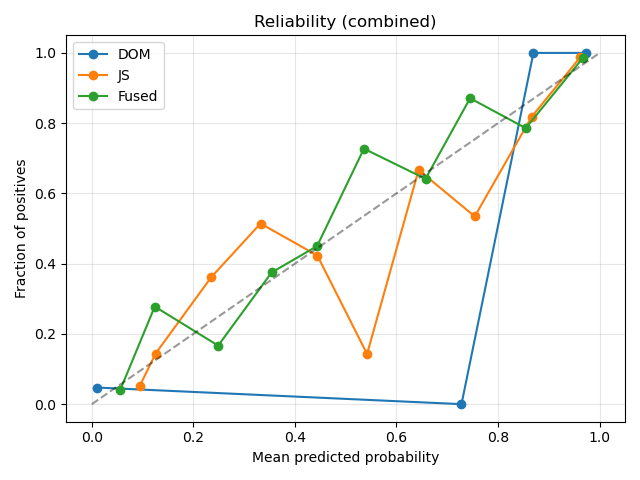 Reliability (combined)
DOM
JS
Fused
1.0
0.8
0.6
0.4
0.2
0.0
Fraction of positives
0.0 0.2 0.4 0.6 0.8 1.0
Mean predicted probability